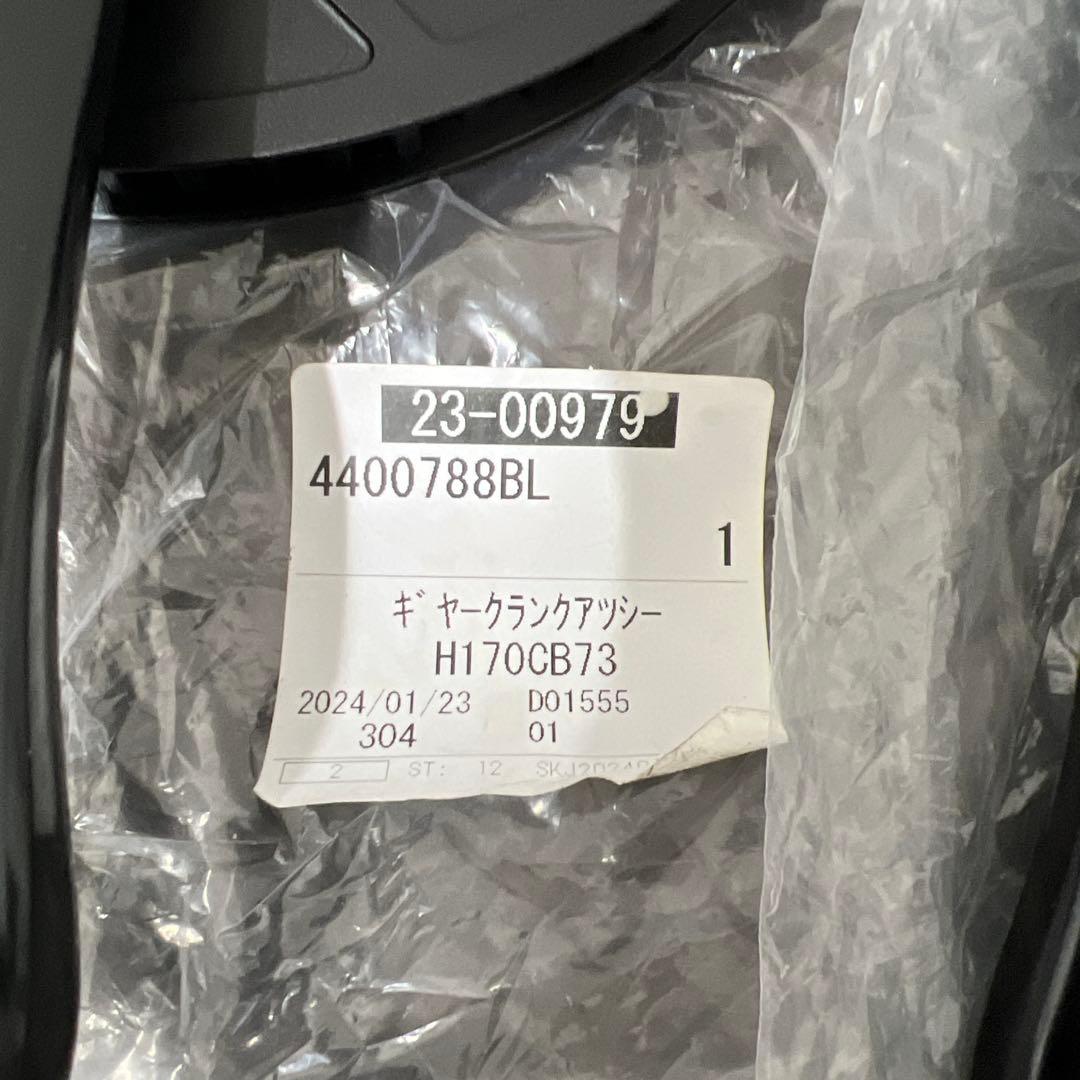 23-00979
4400788BL
1
ｷﾞﾔｰｸﾗﾝｸｱﾂｼｰ
H170CB73
2024/01/23 D01555
304 01
2 ST: 12